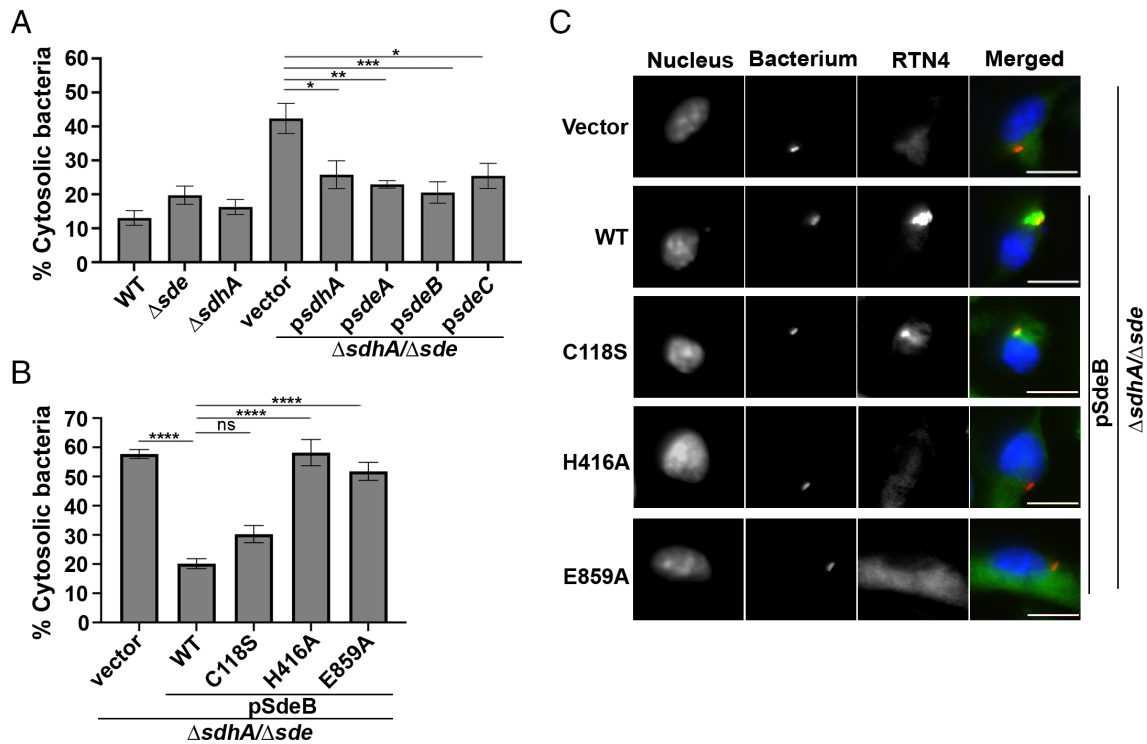 A
% Cytosolic bacteria
60
50
40
30
20
10
0
*
***
**
*
WT
Δsde
ΔsdhA
vector
psdhA
psdeA
psdeB
psdeC
ΔsdhA/Δsde
B
% Cytosolic bacteria
70
60
50
40
30
20
10
0
****
****
ns
****
vector
WT
C118S
H416A
E859A
pSdeB
ΔsdhA/Δsde
C
Nucleus Bacterium RTN4 Merged
Vector
WT
C118S
H416A
E859A
pSdeB
ΔsdhA/Δsde